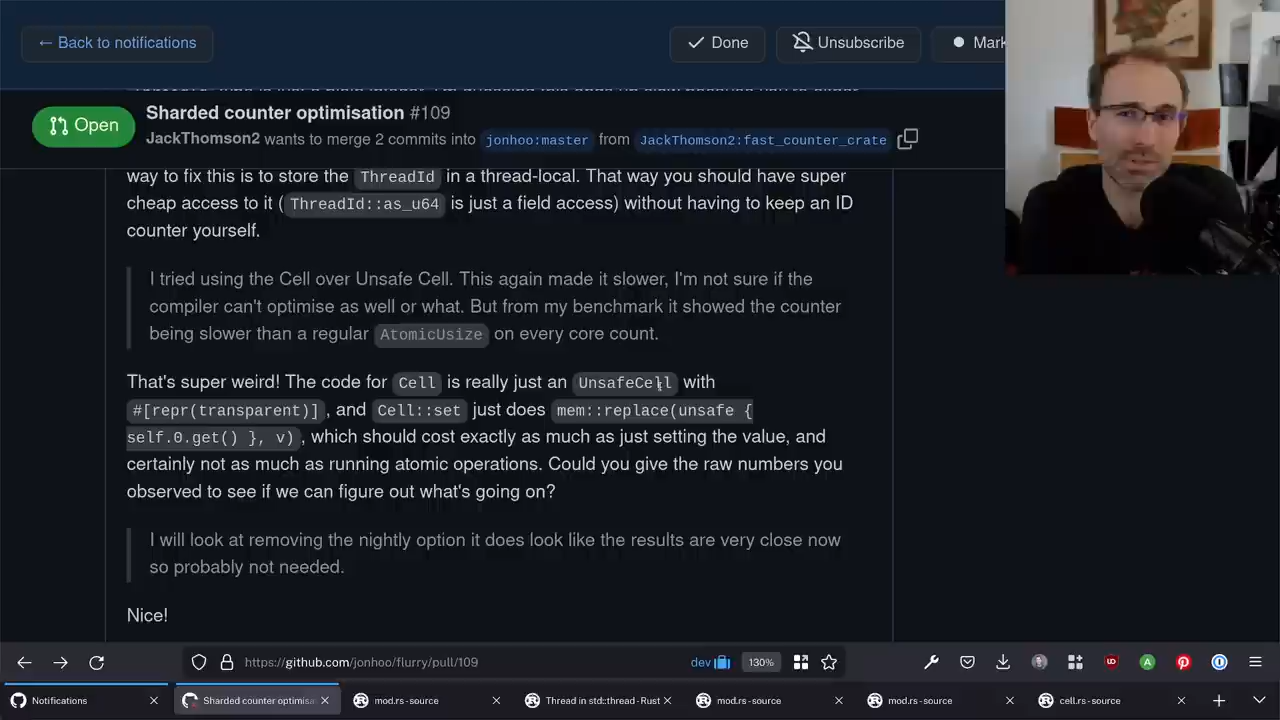 ← Back to notifications
Done
Unsubscribe
Mark
Open
Sharded counter optimisation #109
JackThomson2 wants to merge 2 commits into jonhoo:master from JackThomson2:fast_counter_crate
way to fix this is to store the ThreadId in a thread-local. That way you should have super
cheap access to it (ThreadId::as_u64 is just a field access) without having to keep an ID
counter yourself.
I tried using the Cell over Unsafe Cell. This again made it slower, I'm not sure if the
compiler can't optimise as well or what. But from my benchmark it showed the counter
being slower than a regular AtomicUsize on every core count.
That's super weird! The code for Cell is really just an UnsafeCell with
#[repr(transparent)], and Cell::set just does mem::replace(unsafe {
self.0.get() }, v), which should cost exactly as much as just setting the value, and
certainly not as much as running atomic operations. Could you give the raw numbers you
observed to see if we can figure out what's going on?
I will look at removing the nightly option it does look like the results are very close now
so probably not needed.
Nice!
https://github.com/jonhoo/flurry/pull/109
dev
130%
Notifications
Sharded counter optimisa
mod.rs - source
Thread in std::thread - Rust
mod.rs - source
mod.rs - source
cell.rs - source